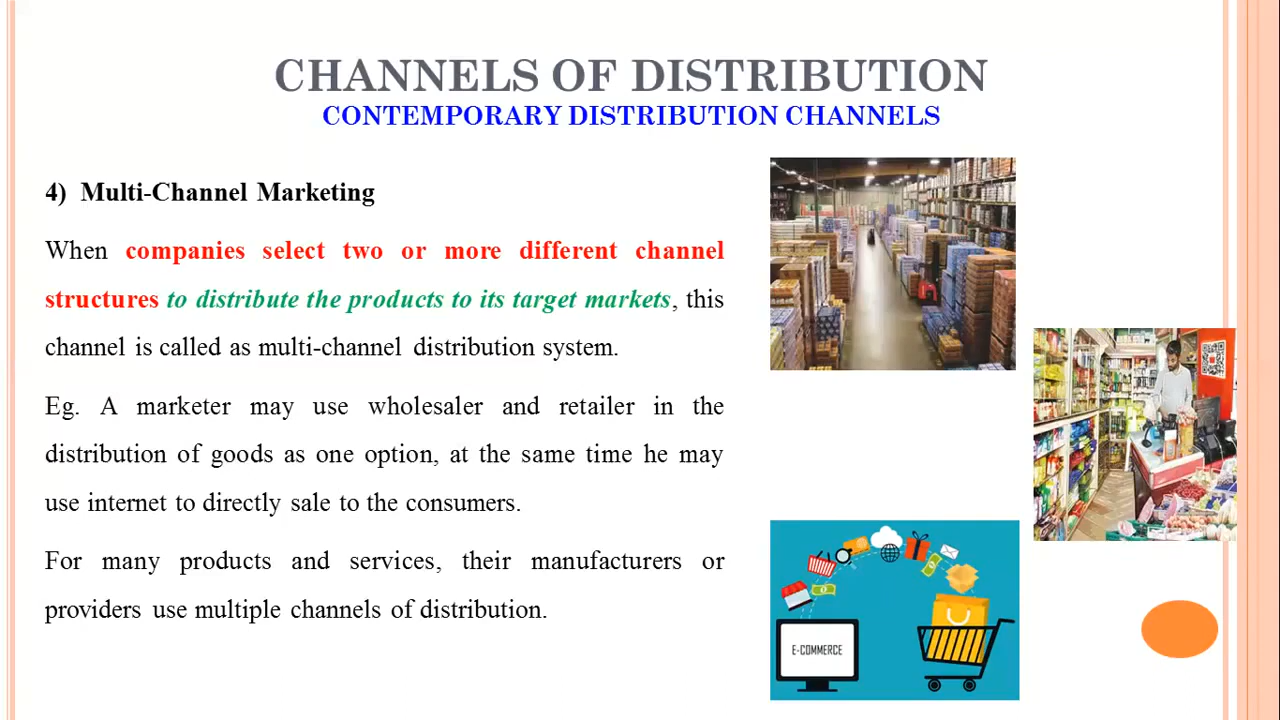 CHANNELS OF DISTRIBUTION
CONTEMPORARY DISTRIBUTION CHANNELS
4) Multi-Channel Marketing
When companies select two or more different channel
structures to distribute the products to its target markets, this
channel is called as multi-channel distribution system.
Eg. A marketer may use wholesaler and retailer in the
distribution of goods as one option, at the same time he may
use internet to directly sale to the consumers.
For many products and services, their manufacturers or
providers use multiple channels of distribution.
E-COMMERCE